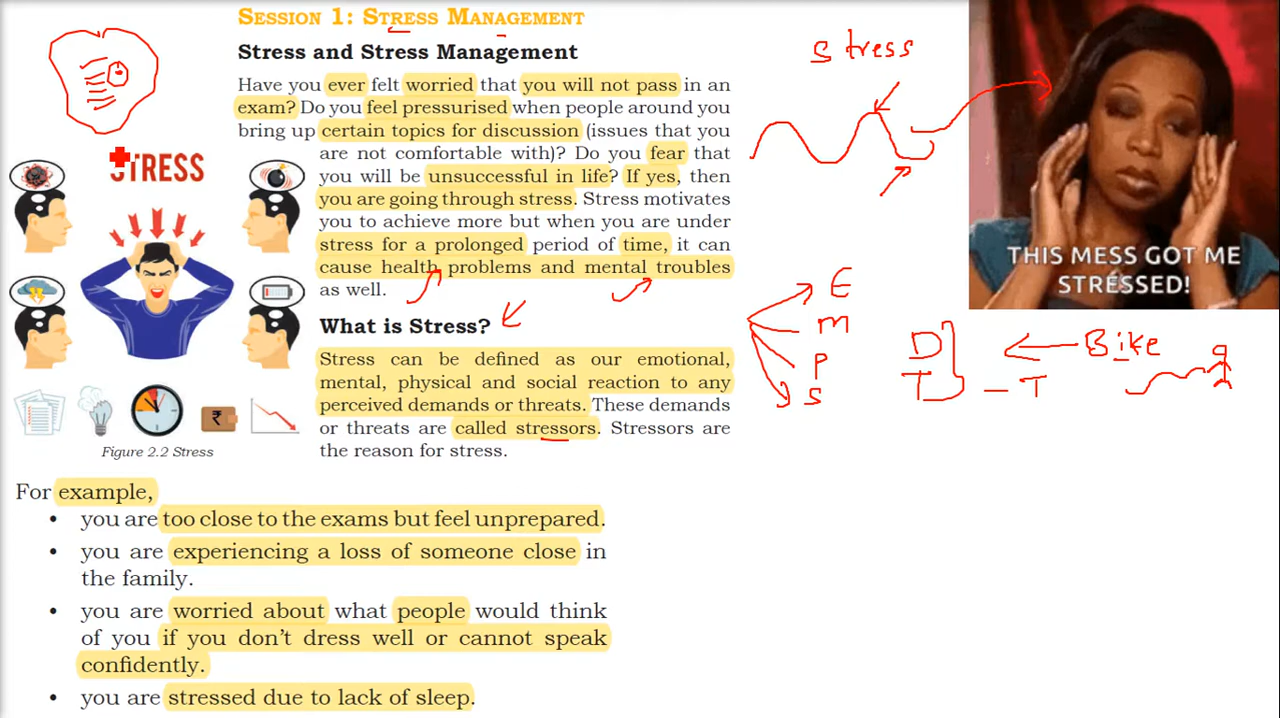 SESSION 1: STRESS MANAGEMENT
Stress and Stress Management
Have you ever felt worried that you will not pass in an
exam? Do you feel pressurised when people around you
bring up certain topics for discussion (issues that you
are not comfortable with)? Do you fear that
you will be unsuccessful in life? If yes, then
you are going through stress. Stress motivates
you to achieve more but when you are under
stress for a prolonged period of time, it can
cause health problems and mental troubles
as well.
What is Stress?
Stress can be defined as our emotional,
mental, physical and social reaction to any
perceived demands or threats. These demands
or threats are called stressors. Stressors are
the reason for stress.
STRESS
Figure 2.2 Stress
For example,
• you are too close to the exams but feel unprepared.
• you are experiencing a loss of someone close in
the family.
• you are worried about what people would think
of you if you don't dress well or cannot speak
confidently.
• you are stressed due to lack of sleep.
stress
THIS MESS GOT ME
STRESSED!
E
m
P
S
D
T
- T
Bike